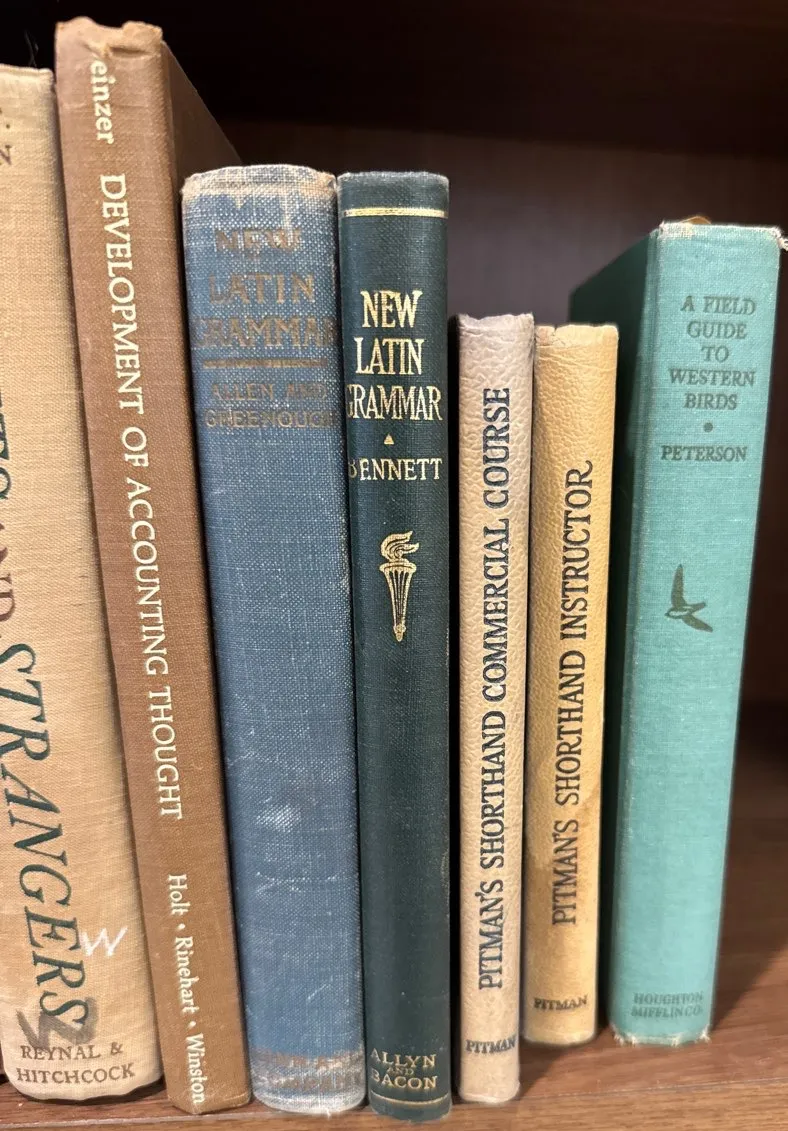 AND STRANGERS
W
REYNAL &
HITCHCOCK
einzer DEVELOPMENT OF ACCOUNTING THOUGHT Holt • Rinehart • Winston
NEW
LATIN
GRAMMAR
ALLEN AND
GREENOUGH
NEW
LATIN
GRAMMAR
BENNETT
ALLYN
AND
BACON
PITMAN'S SHORTHAND COMMERCIAL COURSE
PITMAN
PITMAN'S SHORTHAND INSTRUCTOR
PITMAN
A FIELD
GUIDE
TO
WESTERN
BIRDS
•
PETERSON
HOUGHTON
MIFFLIN CO.